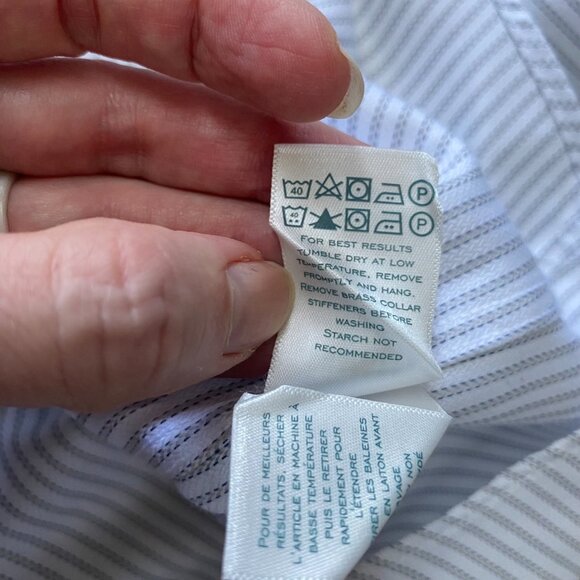 40 P
40 P
FOR BEST RESULTS
TUMBLE DRY AT LOW
TEMPERATURE, REMOVE
PROMPTLY AND HANG.
REMOVE BRASS COLLAR
STIFFENERS BEFORE
WASHING
STARCH NOT
RECOMMENDED
POUR DE MEILLEURS
RÉSULTATS, SÉCHER
L'ARTICLE EN MACHINE À
BASSE TEMPÉRATURE
PUIS LE RETIRER
RAPIDEMENT POUR
L'ÉTENDRE
LES BALEINES
EN LAITON AVANT
NON